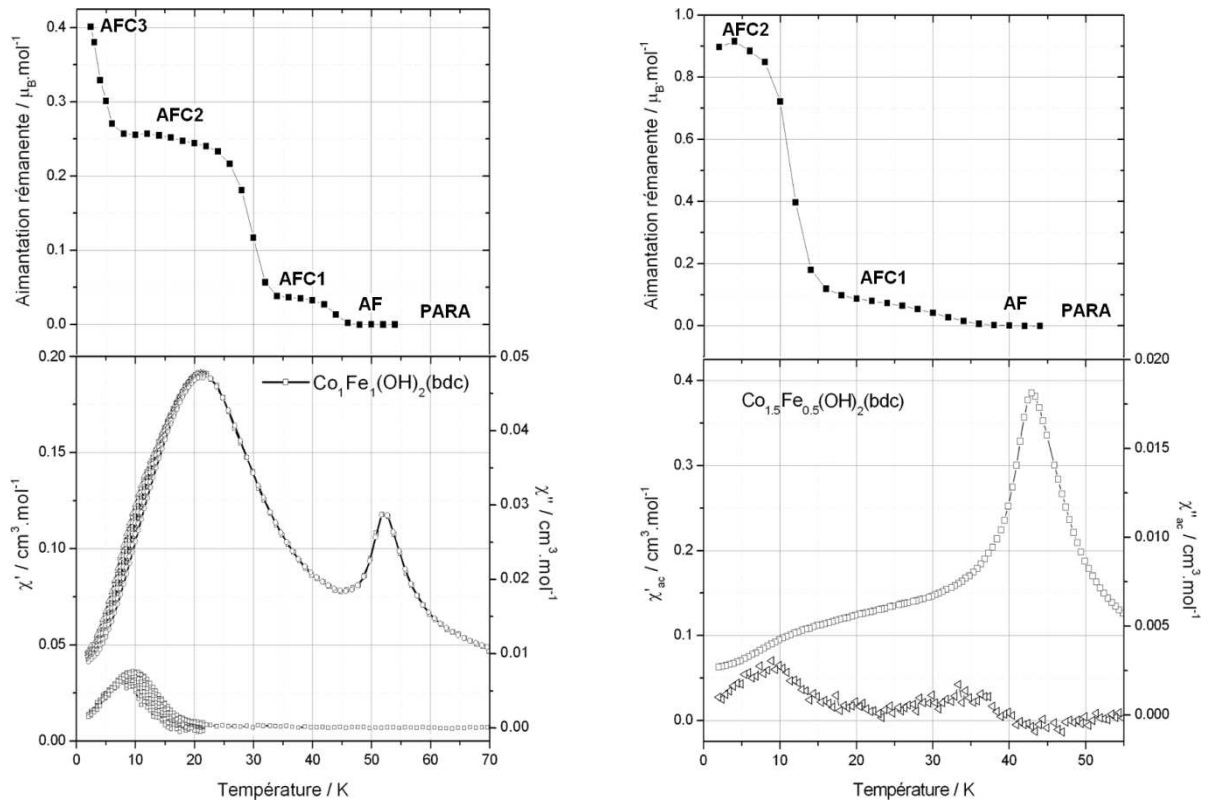 Aimantation rémanente / μB.mol-1
0.4
0.3
0.2
0.1
0.0
AFC3
AFC2
AFC1
AF
PARA
χ' / cm³.mol⁻¹
0.20
0.15
0.10
0.05
0.00
Co₁Fe₁(OH)₂(bdc)
0.05
0.04
0.03
0.02
0.01
0.00
χ'' / cm³.mol⁻¹
0 10 20 30 40 50 60 70
Température / K
Aimantation rémanente / μB.mol-1
1.0
0.8
0.6
0.4
0.2
0.0
AFC2
AFC1
AF
PARA
χ'ac / cm³.mol⁻¹
0.4
0.3
0.2
0.1
0.0
Co₁.₅Fe₀.₅(OH)₂(bdc)
0.020
0.015
0.010
0.005
0.000
χ''ac / cm³.mol⁻¹
0 10 20 30 40 50
Température / K